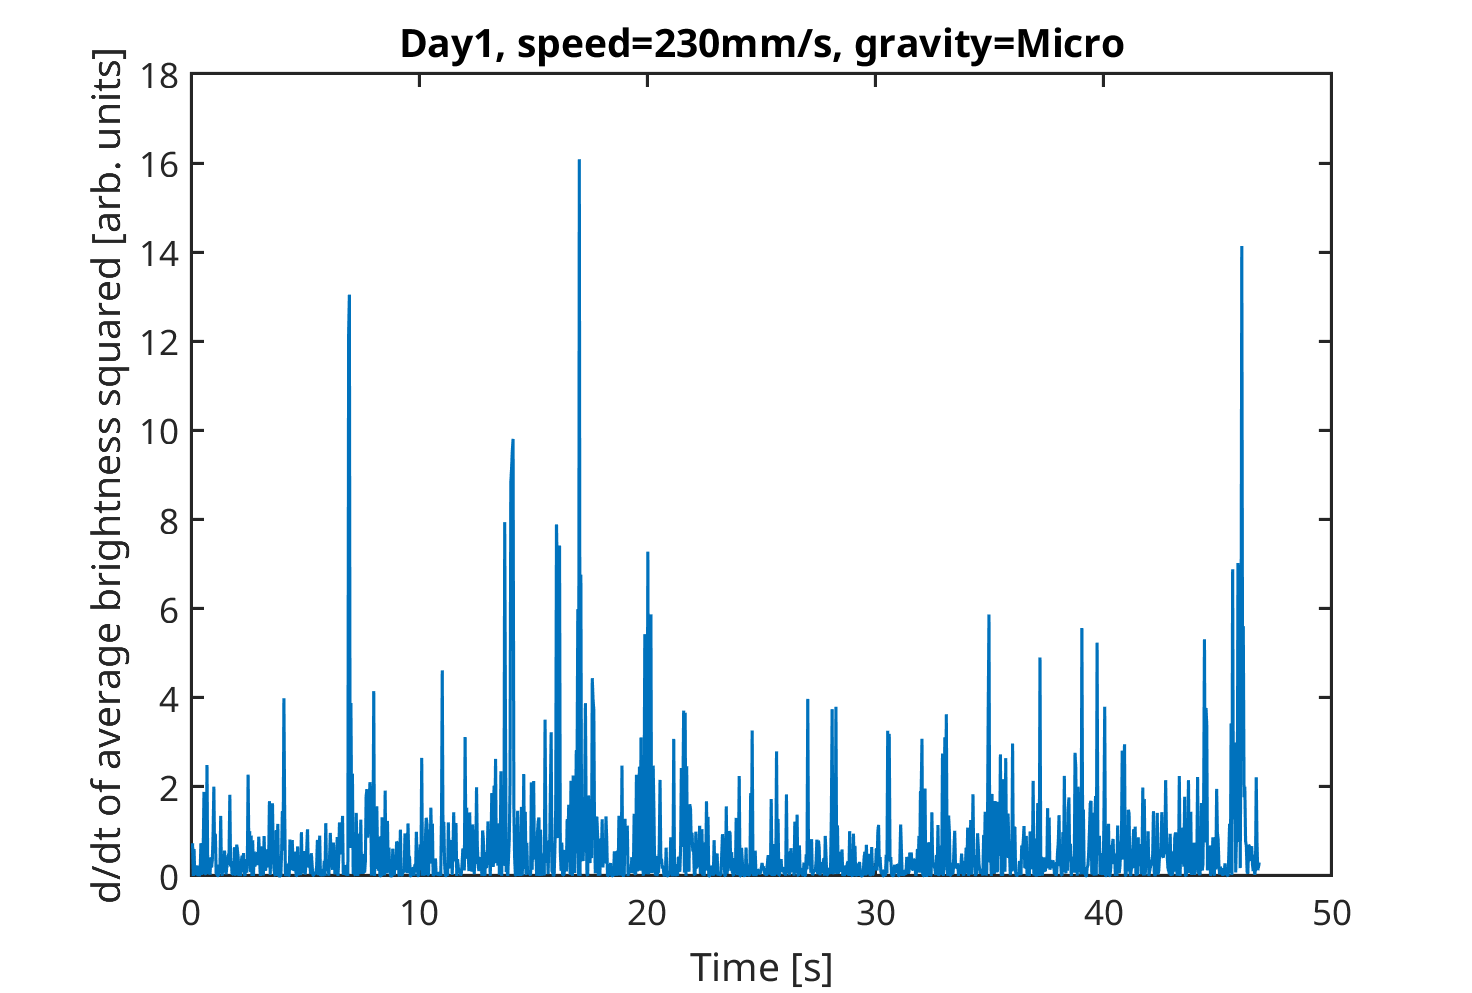 Day1, speed=230mm/s, gravity=Micro
d/dt of average brightness squared [arb. units]
18
16
14
12
10
8
6
4
2
0
0 10 20 30 40 50
Time [s]